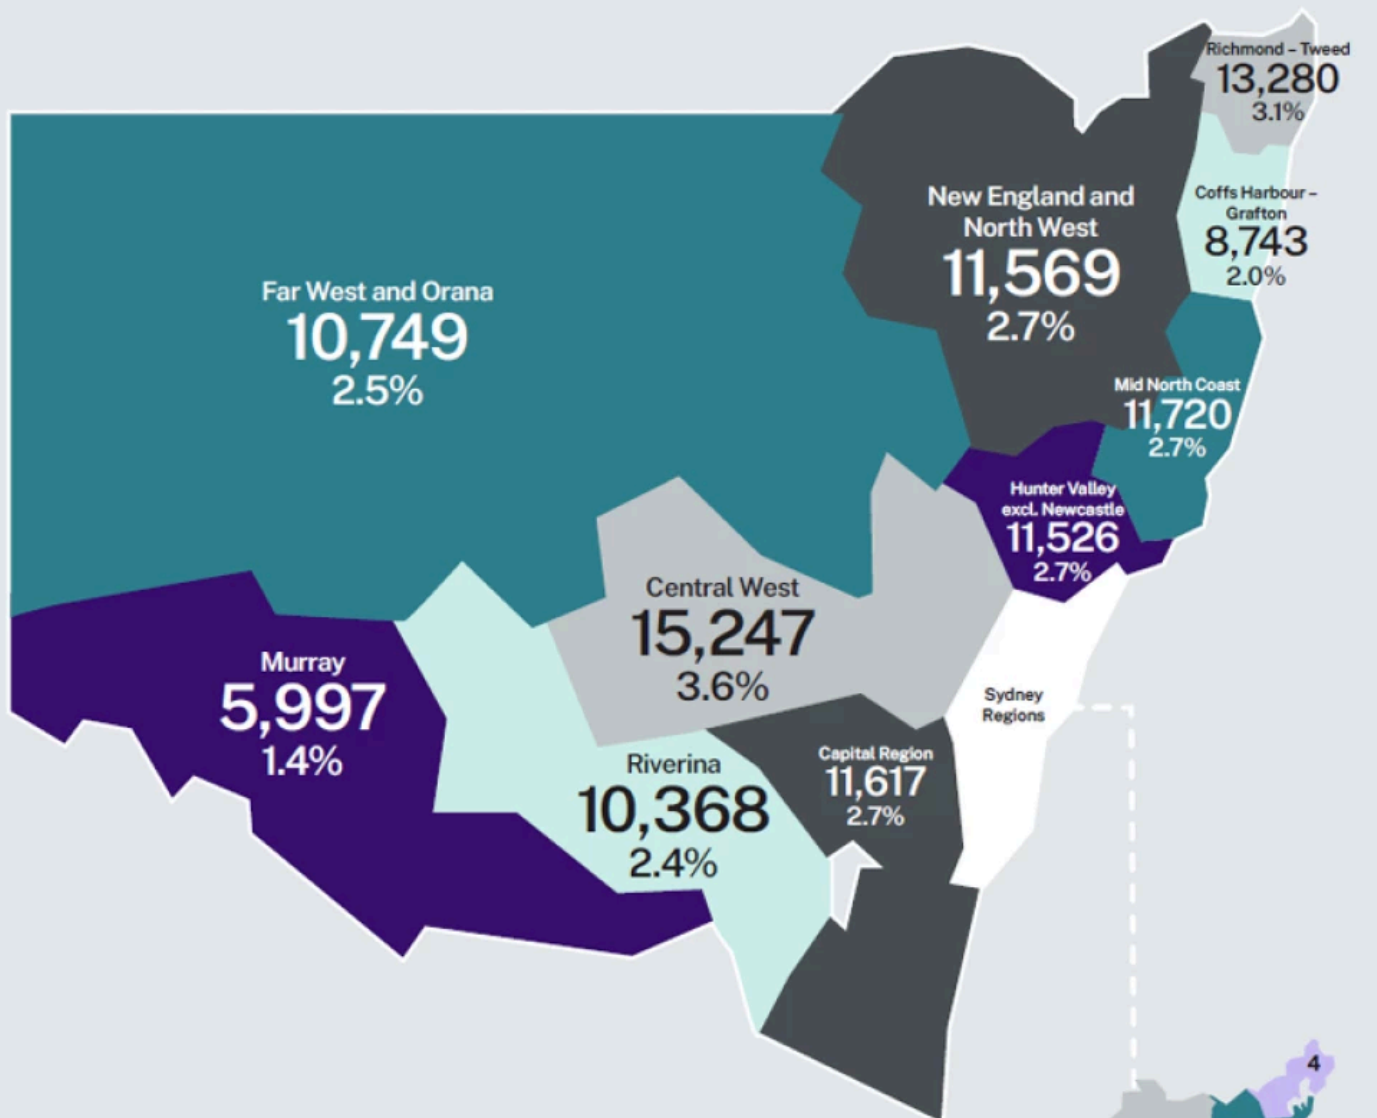 Richmond – Tweed
13,280
3.1%
New England and
North West
11,569
2.7%
Coffs Harbour –
Grafton
8,743
2.0%
Far West and Orana
10,749
2.5%
Mid North Coast
11,720
2.7%
Hunter Valley
excl. Newcastle
11,526
2.7%
Central West
15,247
3.6%
Murray
5,997
1.4%
Sydney
Regions
Riverina
10,368
2.4%
Capital Region
11,617
2.7%
4